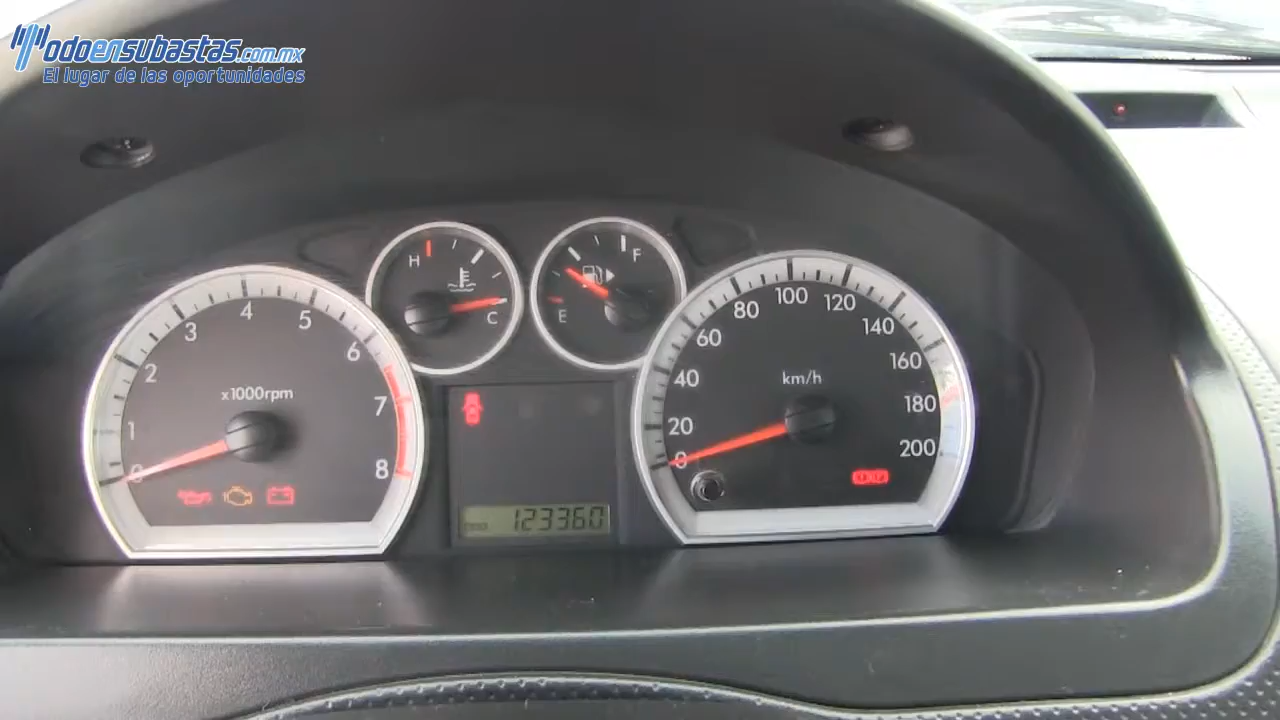 Todoensubastas.com.mx
El lugar de las oportunidades
H
C
F
E
0
1
2
3
4
5
6
7
8
x1000rpm
0
20
40
60
80
100
120
140
160
180
200
km/h
123360